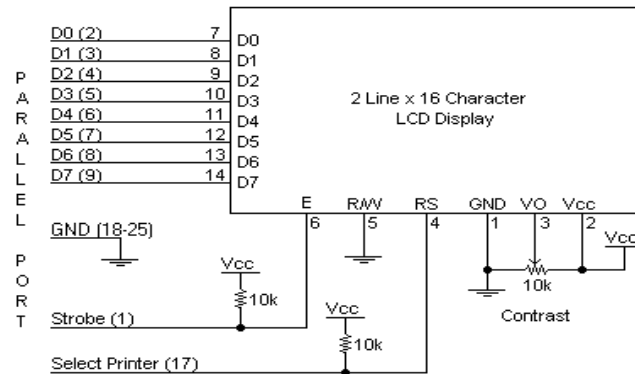 D0 (2) 7 D0
D1 (3) 8 D1
D2 (4) 9 D2
D3 (5) 10 D3
D4 (6) 11 D4
D5 (7) 12 D5
D6 (8) 13 D6
D7 (9) 14 D7
2 Line x 16 Character
LCD Display
PARALLEL PORT
E R/W RS GND VO Vcc
6 5 4 1 3 2
GND (18-25)
Vcc
Vcc
10k
10k
Contrast
Vcc
10k
Strobe (1)
Select Printer (17)